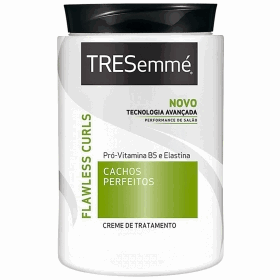 TRESemmé
NOVO
TECNOLOGIA AVANÇADA
PERFORMANCE DE SALÃO
FLAWLESS CURLS
Pró-Vitamina B5 e Elastina
CACHOS
PERFEITOS
CREME DE TRATAMENTO